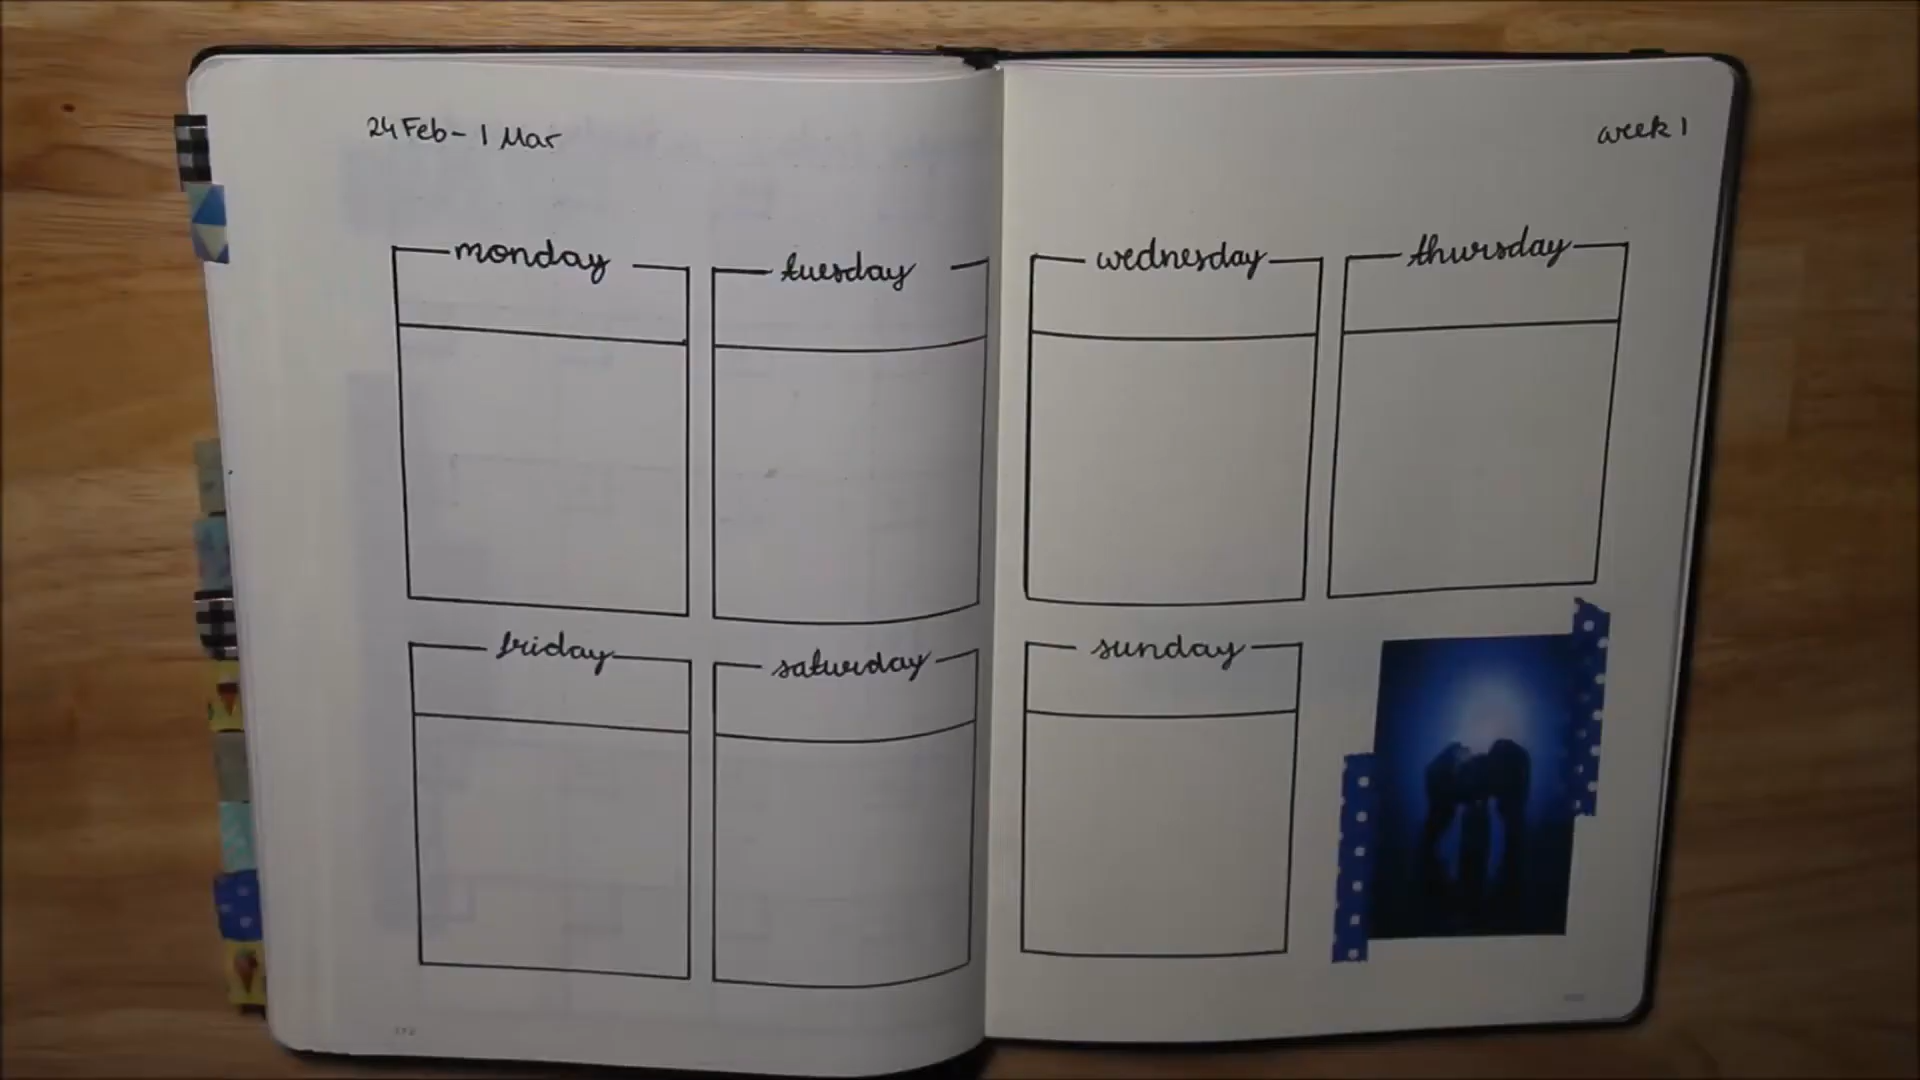 24 Feb - 1 Mar
week 1
monday
tuesday
wednesday
thursday
friday
saturday
sunday